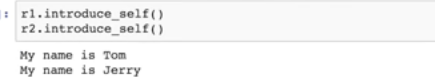 ]: r1.introduce_self()
r2.introduce_self()
My name is Tom
My name is Jerry